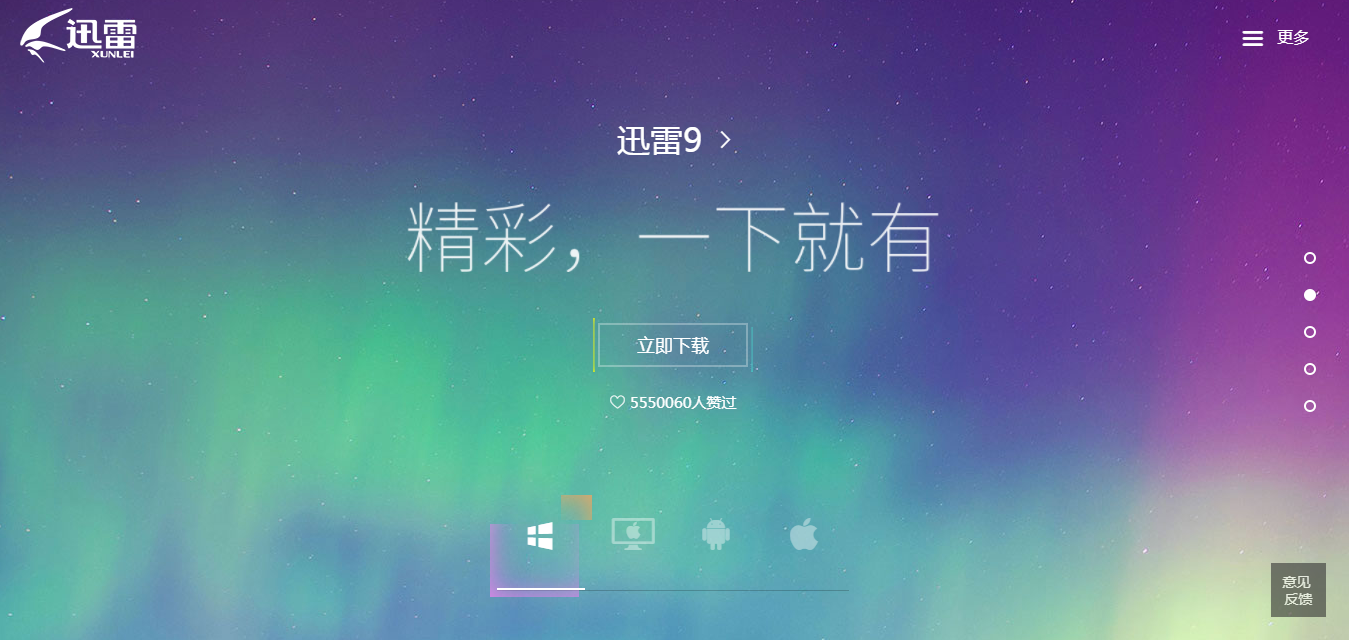 迅雷
XUNLEI
更多
迅雷9
精彩，一下就有
立即下载
5550060人赞过
意见
反馈